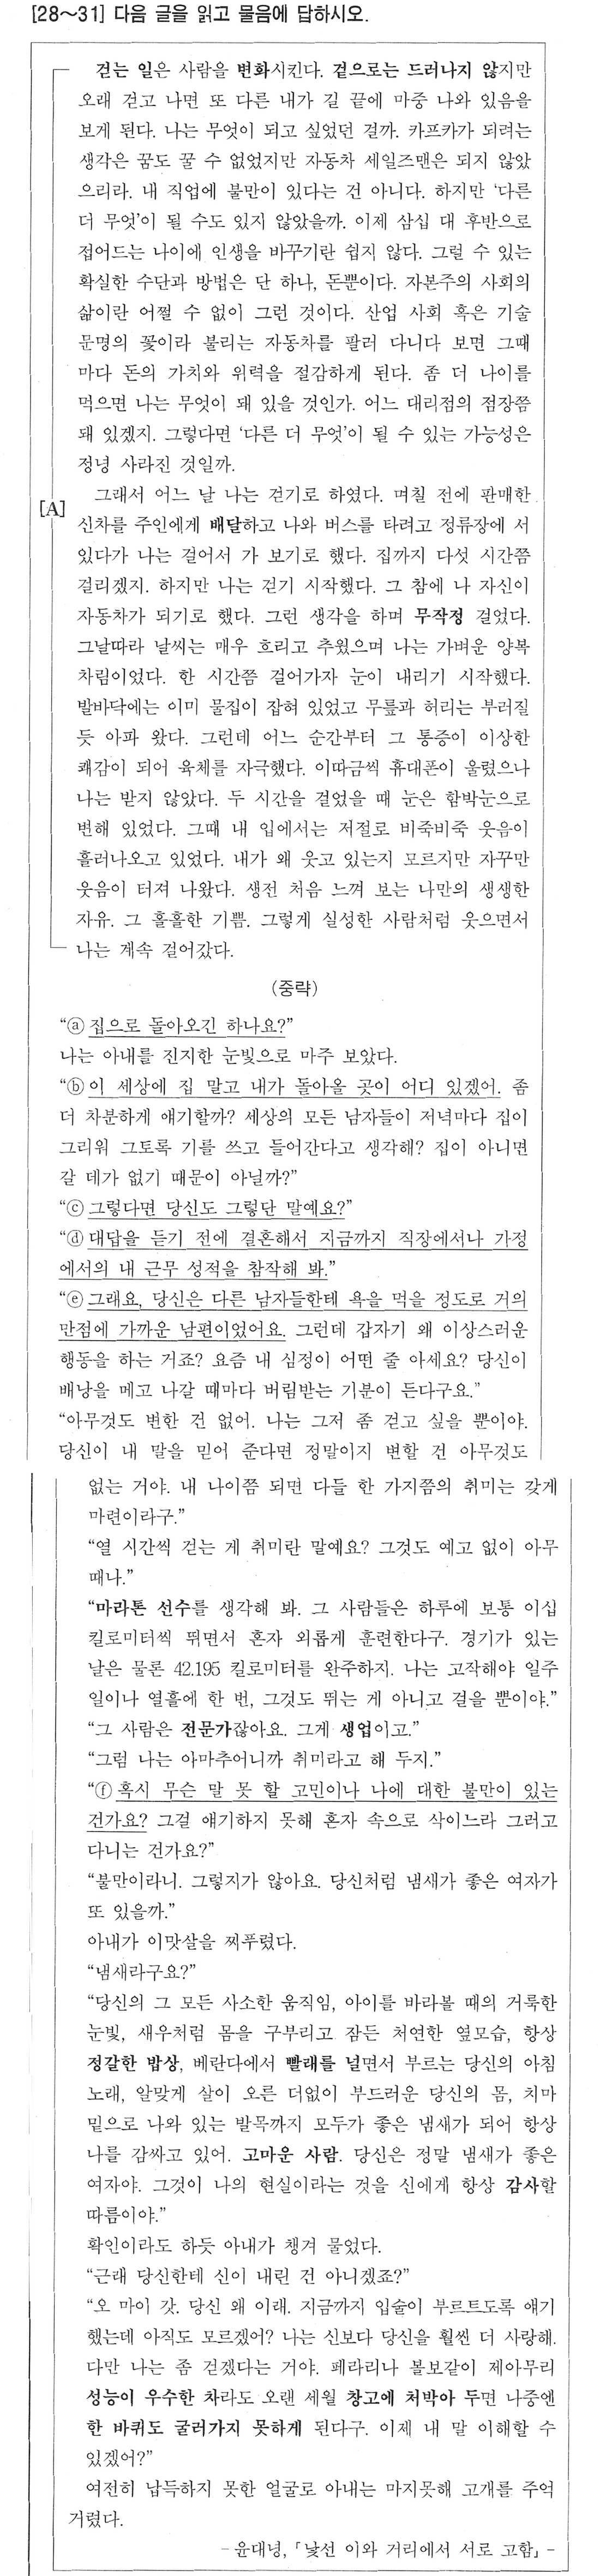 [28~31] 다음 글을 읽고 물음에 답하시오.
걷는 일은 사람을 변화시킨다. 겉으로는 드러나지 않지만
오래 걷고 나면 또 다른 내가 길 끝에 마중 나와 있음을
보게 된다. 나는 무엇이 되고 싶었던 걸까. 카프카가 되려는
생각은 꿈도 꿀 수 없었지만 자동차 세일즈맨은 되지 않았
으리라. 내 직업에 불만이 있다는 건 아니다. 하지만 ‘다른
더 무엇’이 될 수도 있지 않았을까. 이제 삼십 대 후반으로
접어드는 나이에 인생을 바꾸기란 쉽지 않다. 그럴 수 있는
확실한 수단과 방법은 단 하나, 돈뿐이다. 자본주의 사회의
삶이란 어쩔 수 없이 그런 것이다. 산업 사회 혹은 기술
문명의 꽃이라 불리는 자동차를 팔러 다니다 보면 그때
마다 돈의 가치와 위력을 절감하게 된다. 좀 더 나이를
먹으면 나는 무엇이 돼 있을 것인가. 어느 대리점의 점장쯤
돼 있겠지. 그렇다면 ‘다른 더 무엇’이 될 수 있는 가능성은
정녕 사라진 것일까.
그래서 어느 날 나는 걷기로 하였다. 며칠 전에 판매한
[A]
신차를 주인에게 배달하고 나와 버스를 타려고 정류장에 서
있다가 나는 걸어서 가 보기로 했다. 집까지 다섯 시간쯤
걸리겠지. 하지만 나는 걷기 시작했다. 그 참에 나 자신이
자동차가 되기로 했다. 그런 생각을 하며 무작정 걸었다.
그날따라 날씨는 매우 흐리고 추웠으며 나는 가벼운 양복
차림이었다. 한 시간쯤 걸어가자 눈이 내리기 시작했다.
발바닥에는 이미 물집이 잡혀 있었고 무릎과 허리는 부러질
듯 아파 왔다. 그런데 어느 순간부터 그 통증이 이상한
쾌감이 되어 육체를 자극했다. 이따금씩 휴대폰이 울렸으나
나는 받지 않았다. 두 시간을 걸었을 때 눈은 함박눈으로
변해 있었다. 그때 내 입에서는 저절로 비죽비죽 웃음이
흘러나오고 있었다. 내가 왜 웃고 있는지 모르지만 자꾸만
웃음이 터져 나왔다. 생전 처음 느껴 보는 나만의 생생한
자유. 그 홀홀한 기쁨. 그렇게 실성한 사람처럼 웃으면서
나는 계속 걸어갔다.
(중략)
“ⓐ 집으로 돌아오긴 하나요?”
나는 아내를 진지한 눈빛으로 마주 보았다.
“ⓑ 이 세상에 집 말고 내가 돌아올 곳이 어디 있겠어. 좀
더 차분하게 얘기할까? 세상의 모든 남자들이 저녁마다 집이
그리워 그토록 기를 쓰고 들어간다고 생각해? 집이 아니면
갈 데가 없기 때문이 아닐까?”
“ⓒ 그렇다면 당신도 그렇단 말예요?”
“ⓓ 대답을 듣기 전에 결혼해서 지금까지 직장에서나 가정
에서의 내 근무 성적을 참작해 봐.”
“ⓔ 그래요, 당신은 다른 남자들한테 욕을 먹을 정도로 거의
만점에 가까운 남편이었어요. 그런데 갑자기 왜 이상스러운
행동을 하는 거죠? 요즘 내 심정이 어떤 줄 아세요? 당신이
배낭을 메고 나갈 때마다 버림받는 기분이 든다구요.”
“아무것도 변한 건 없어. 나는 그저 좀 걷고 싶을 뿐이야.
당신이 내 말을 믿어 준다면 정말이지 변할 건 아무것도
없는 거야. 내 나이쯤 되면 다들 한 가지쯤의 취미는 갖게
마련이라구.”
“열 시간씩 걷는 게 취미란 말예요? 그것도 예고 없이 아무
때나.”
“마라톤 선수를 생각해 봐. 그 사람들은 하루에 보통 이십
킬로미터씩 뛰면서 혼자 외롭게 훈련한다구. 경기가 있는
날은 물론 42.195 킬로미터를 완주하지. 나는 고작해야 일주
일이나 열흘에 한 번, 그것도 뛰는 게 아니고 걸을 뿐이야.”
“그 사람은 전문가잖아요. 그게 생업이고.”
“그럼 나는 아마추어니까 취미라고 해 두지.”
“ⓕ 혹시 무슨 말 못 할 고민이나 나에 대한 불만이 있는
건가요? 그걸 얘기하지 못해 혼자 속으로 삭이느라 그러고
다니는 건가요?”
“불만이라니. 그렇지가 않아요. 당신처럼 냄새가 좋은 여자가
또 있을까.”
아내가 이맛살을 찌푸렸다.
“냄새라구요?”
“당신의 그 모든 사소한 움직임, 아이를 바라볼 때의 거룩한
눈빛, 새우처럼 몸을 구부리고 잠든 처연한 옆모습, 항상
정갈한 밥상, 베란다에서 빨래를 널면서 부르는 당신의 아침
노래, 알맞게 살이 오른 더없이 부드러운 당신의 몸, 치마
밑으로 나와 있는 발목까지 모두가 좋은 냄새가 되어 항상
나를 감싸고 있어. 고마운 사람. 당신은 정말 냄새가 좋은
여자야. 그것이 나의 현실이라는 것을 신에게 항상 감사할
따름이야.”
확인이라도 하듯 아내가 챙겨 물었다.
“근래 당신한테 신이 내린 건 아니겠죠?”
“오 마이 갓. 당신 왜 이래. 지금까지 입술이 부르트도록 얘기
했는데 아직도 모르겠어? 나는 신보다 당신을 훨씬 더 사랑해.
다만 나는 좀 걷겠다는 거야. 페라리나 볼보같이 제아무리
성능이 우수한 차라도 오랜 세월 창고에 처박아 두면 나중엔
한 바퀴도 굴러가지 못하게 된다구. 이제 내 말 이해할 수
있겠어?”
여전히 납득하지 못한 얼굴로 아내는 마지못해 고개를 주억
거렸다.
- 윤대녕, 「낯선 이와 거리에서 서로 고함」 -